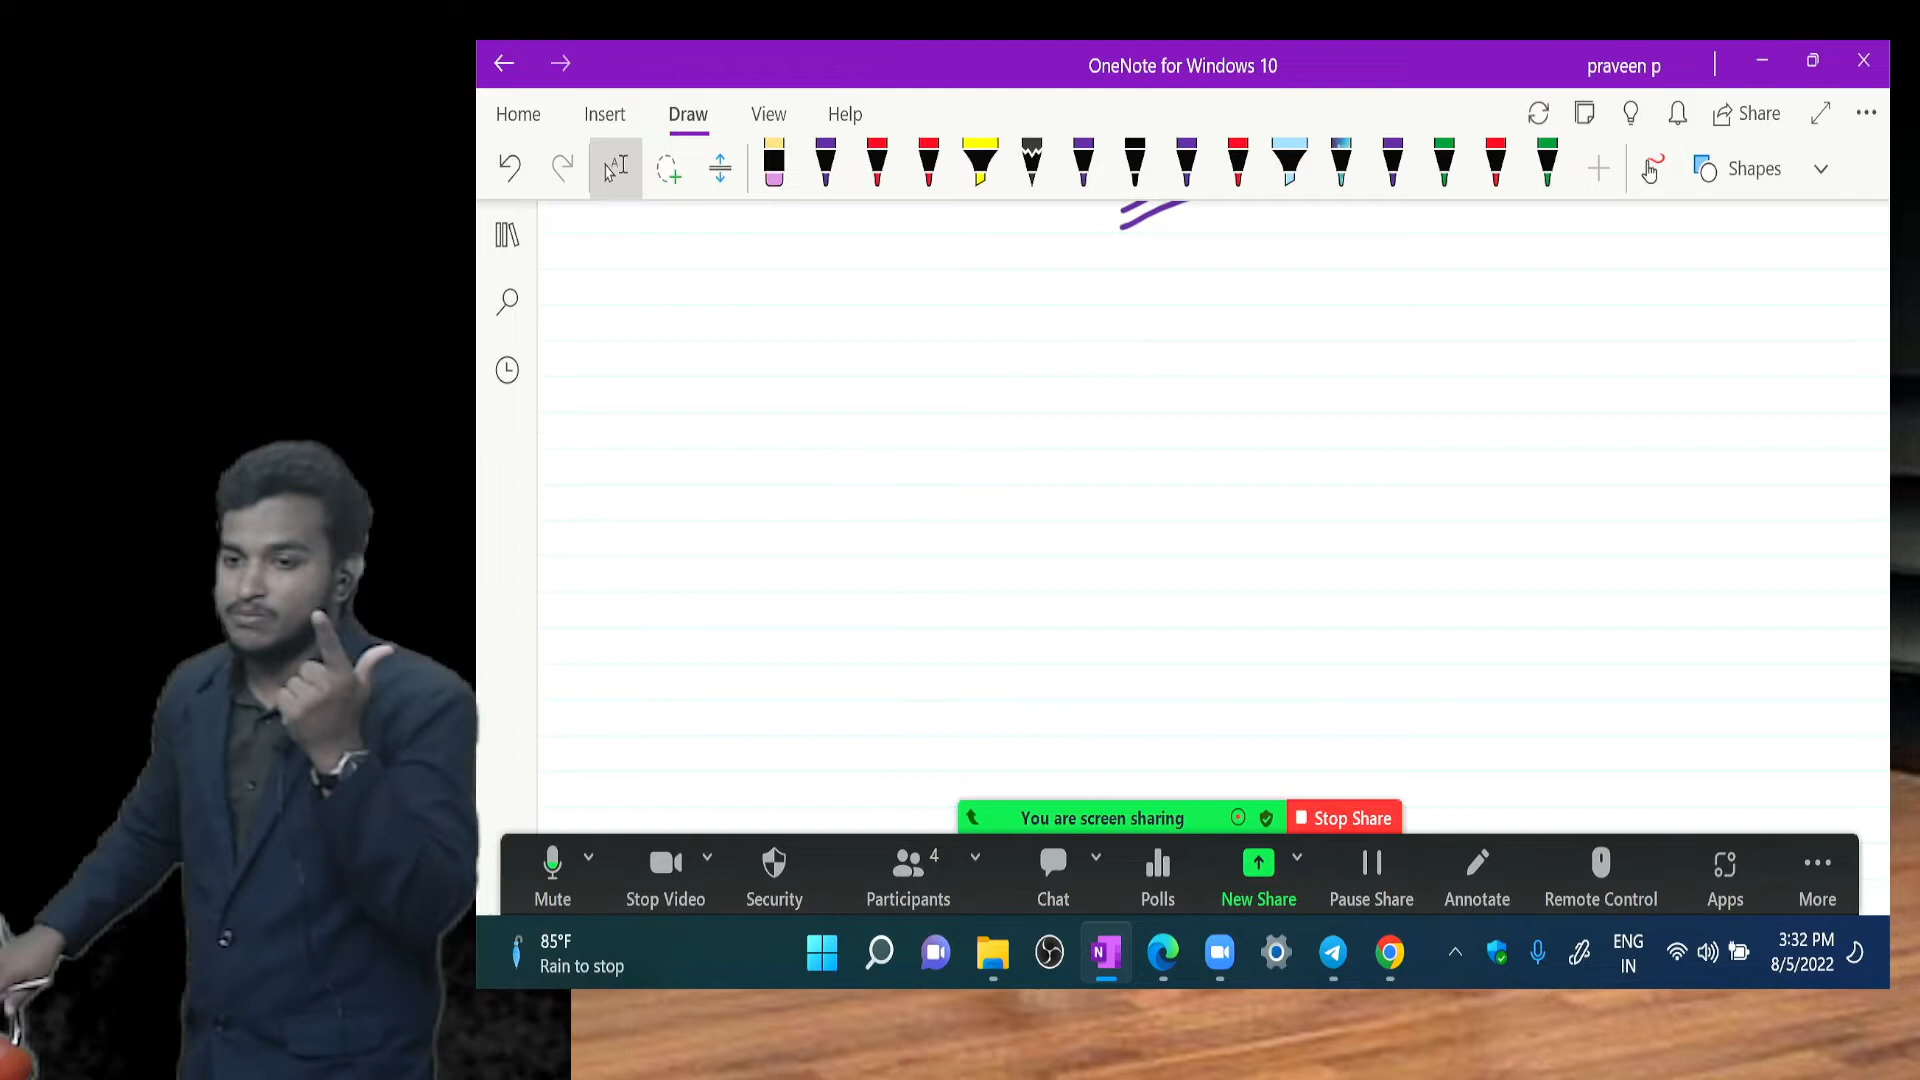 OneNote for Windows 10
praveen p
Home
Insert
Draw
View
Help
Share
Shapes
You are screen sharing
Stop Share
4
Mute
Stop Video
Security
Participants
Chat
Polls
New Share
Pause Share
Annotate
Remote Control
Apps
More
85°F
Rain to stop
ENG
IN
3:32 PM
8/5/2022